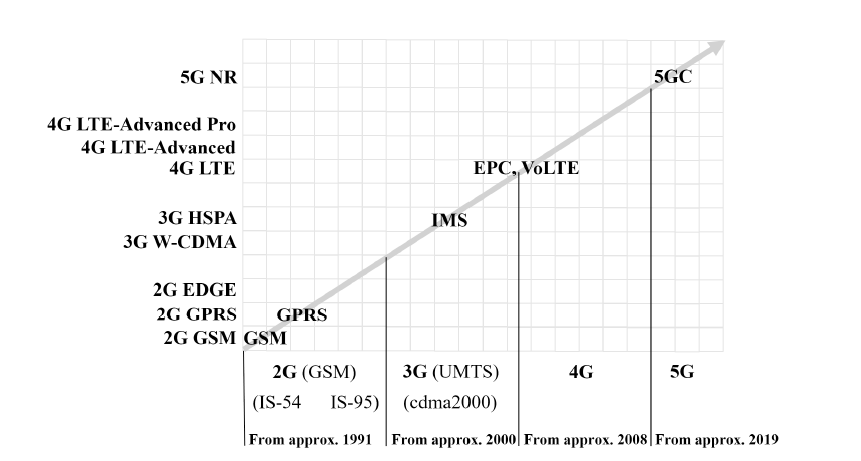 5G NR
5GC
4G LTE-Advanced Pro
4G LTE-Advanced
4G LTE
EPC, VoLTE
3G HSPA
IMS
3G W-CDMA
2G EDGE
2G GPRS
GPRS
2G GSM
GSM
2G (GSM)
3G (UMTS)
4G
5G
(IS-54 IS-95)
(cdma2000)
From approx. 1991
From approx. 2000
From approx. 2008
From approx. 2019